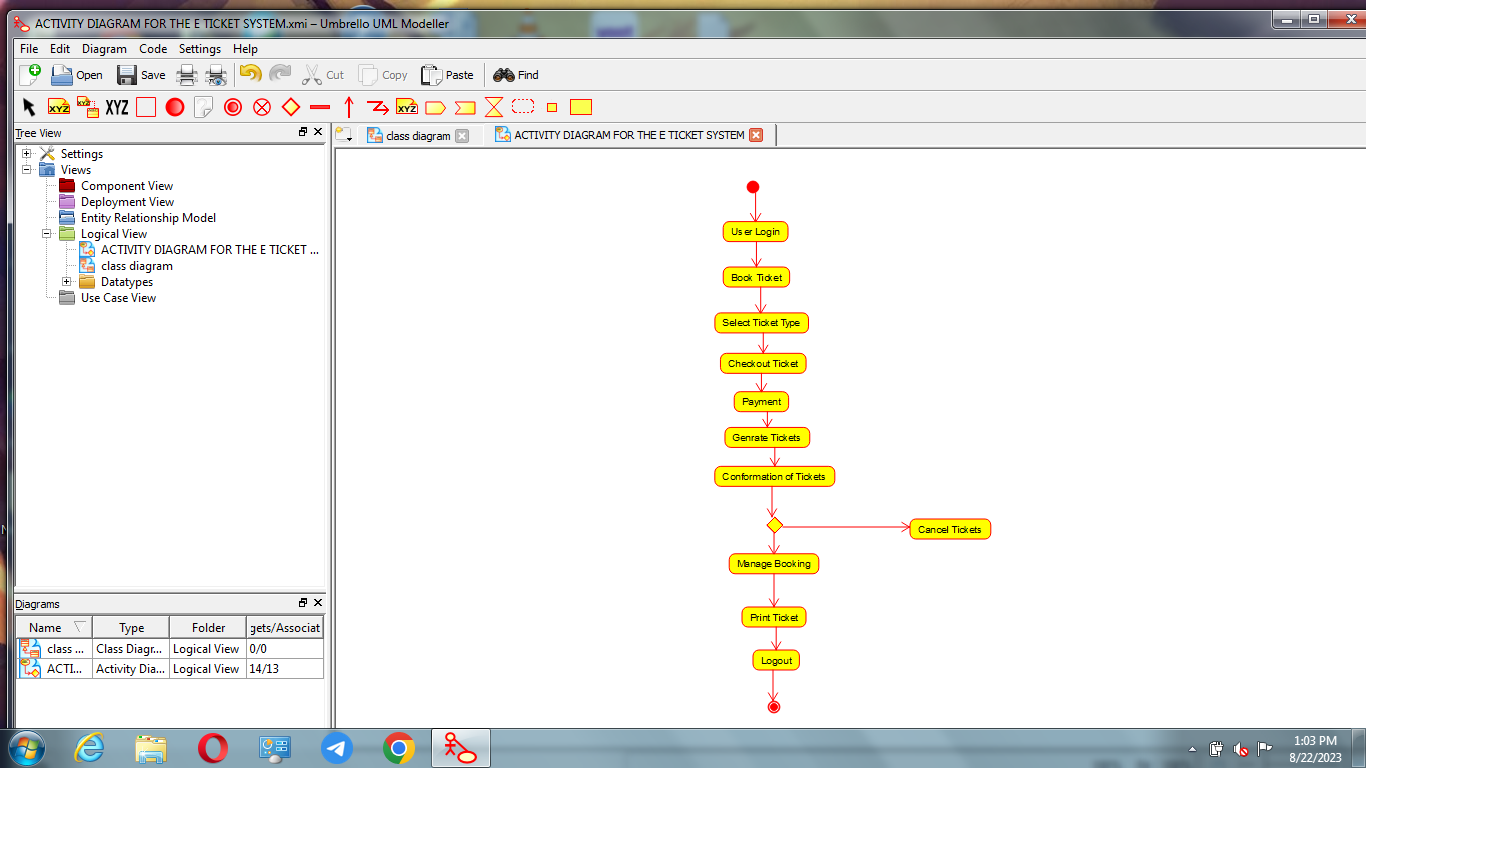 ACTIVITY DIAGRAM FOR THE E TICKET SYSTEM.xmi – Umbrello UML Modeller
File Edit Diagram Code Settings Help
Open Save Cut Copy Paste Find
XYZ XYZ XYZ XYZ
Tree View
class diagram
ACTIVITY DIAGRAM FOR THE E TICKET SYSTEM
Settings
Views
Component View
Deployment View
Entity Relationship Model
Logical View
ACTIVITY DIAGRAM FOR THE E TICKET ...
class diagram
Datatypes
Use Case View
User Login
Book Ticket
Select Ticket Type
Checkout Ticket
Payment
Genrate Tickets
Conformation of Tickets
Cancel Tickets
Manage Booking
Print Ticket
Logout
Diagrams
Name Type Folder gets/Associat
class ... Class Diagr... Logical View 0/0
ACTI... Activity Dia... Logical View 14/13
1:03 PM
8/22/2023